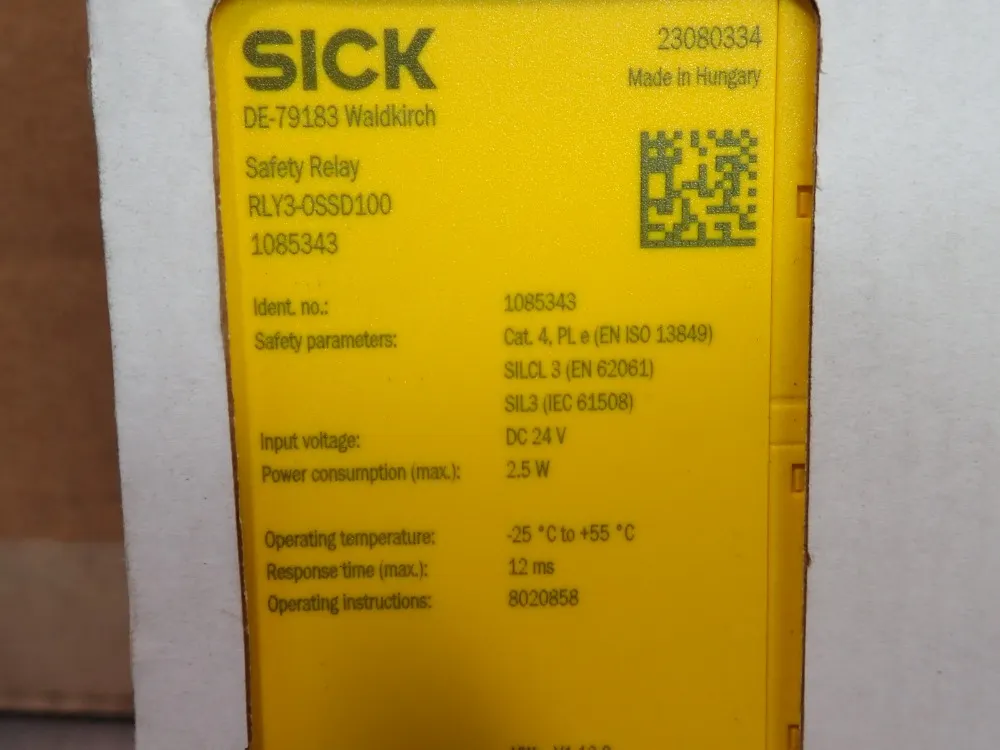 SICK
23080334
Made in Hungary
DE-79183 Waldkirch
Safety Relay
RLY3-OSSD100
1085343
Ident. no.: 1085343
Safety parameters: Cat. 4, PL e (EN ISO 13849)
SILCL 3 (EN 62061)
SIL3 (IEC 61508)
Input voltage: DC 24 V
Power consumption (max.): 2.5 W
Operating temperature: -25 °C to +55 °C
Response time (max.): 12 ms
Operating instructions: 8020858